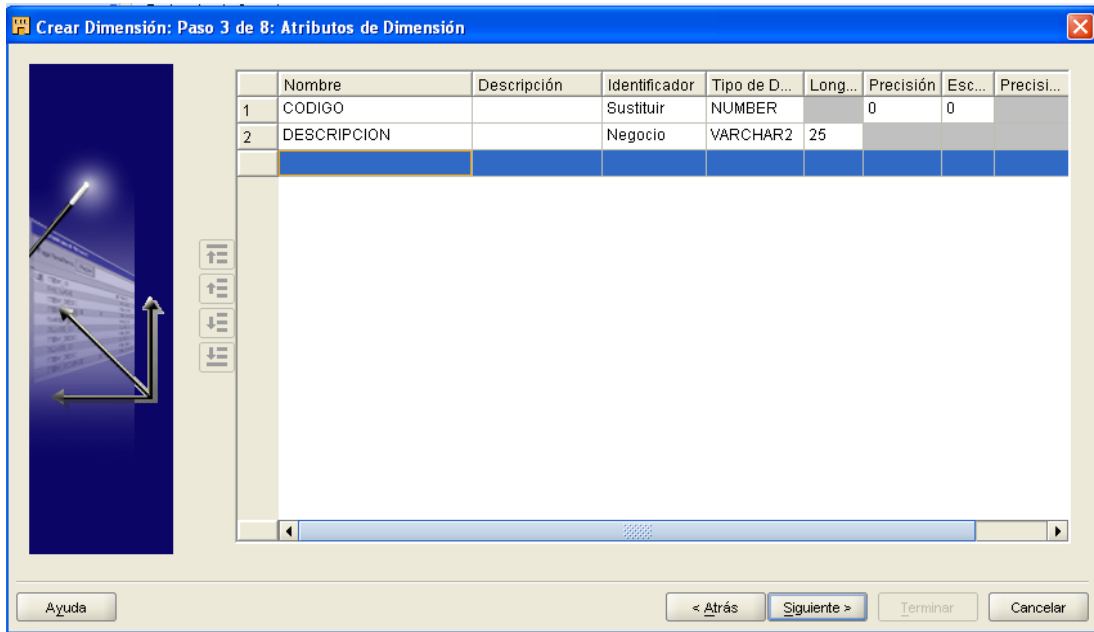 Crear Dimensión: Paso 3 de 8: Atributos de Dimensión
Nombre Descripción Identificador Tipo de D... Long... Precisión Esc... Precisi...
1 CODIGO Sustituir NUMBER 0 0
2 DESCRIPCION Negocio VARCHAR2 25
Ayuda < Atrás Siguiente > Terminar Cancelar